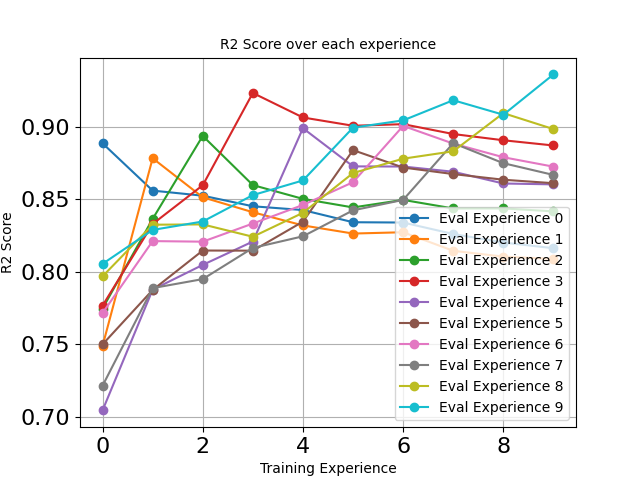 R2 Score over each experience
R2 Score
0.90
0.85
0.80
0.75
0.70
0 2 4 6 8
Training Experience
Eval Experience 0
Eval Experience 1
Eval Experience 2
Eval Experience 3
Eval Experience 4
Eval Experience 5
Eval Experience 6
Eval Experience 7
Eval Experience 8
Eval Experience 9